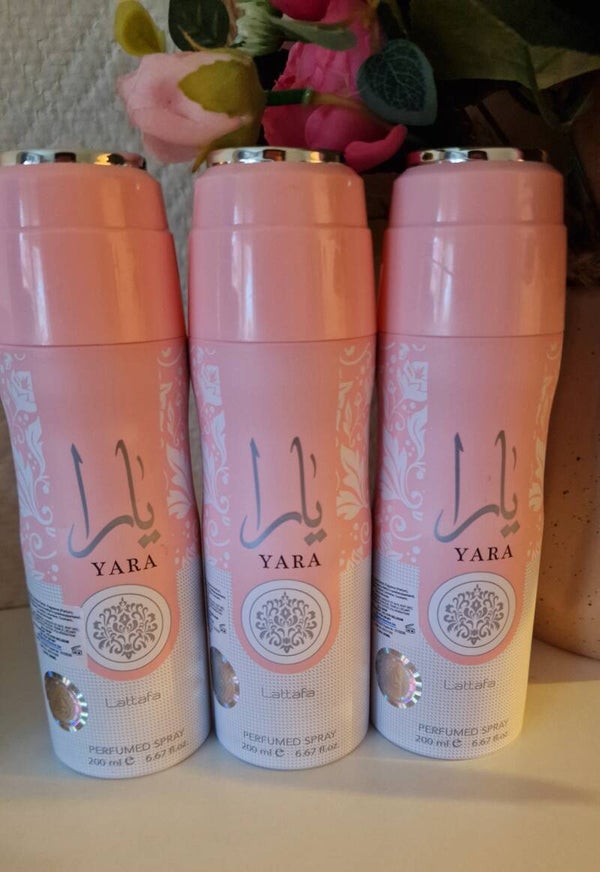 يارا
YARA
Lattafa
PERFUMED SPRAY
200 ml ℮ 6.67 fl.oz.
يارا
YARA
Lattafa
PERFUMED SPRAY
200 ml ℮ 6.67 fl.oz.
يارا
YARA
Lattafa
PERFUMED SPRAY
200 ml ℮ 6.67 fl.oz.